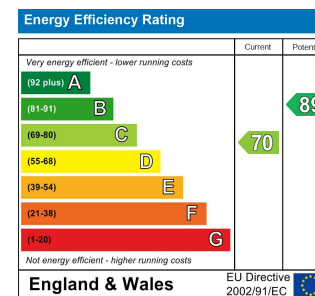 Energy Efficiency Rating
Current Potent
Very energy efficient - lower running costs
(92 plus) A
(81-91) B
89
(69-80) C
70
(55-68) D
(39-54) E
(21-38) F
(1-20) G
Not energy efficient - higher running costs
England & Wales
EU Directive
2002/91/EC